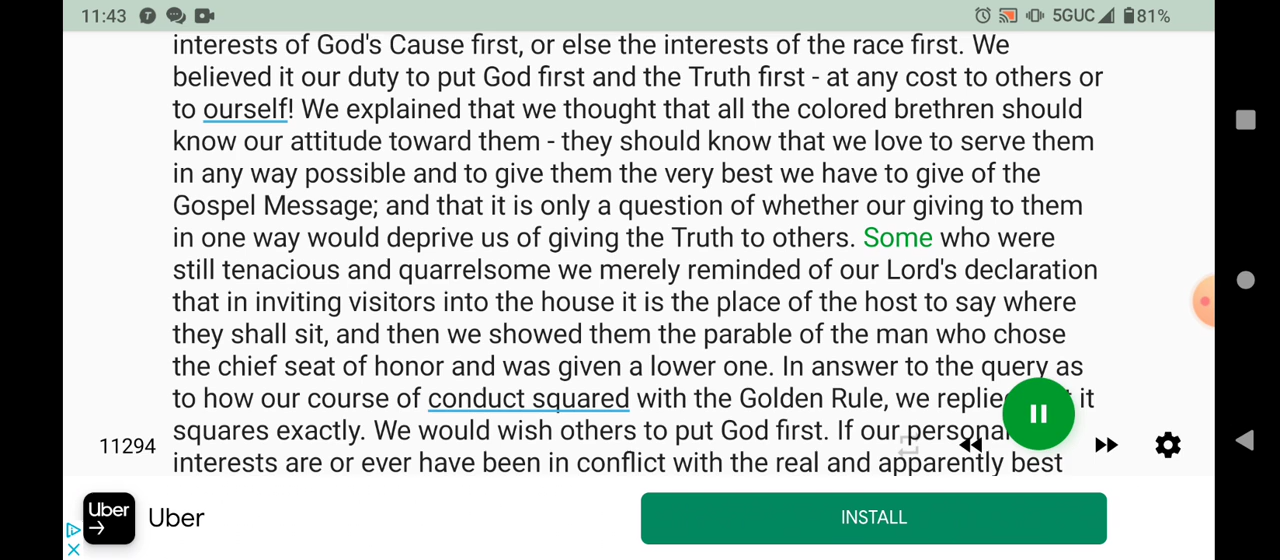 11:43
5GUC
81%
interests of God's Cause first, or else the interests of the race first. We
believed it our duty to put God first and the Truth first - at any cost to others or
to ourself! We explained that we thought that all the colored brethren should
know our attitude toward them - they should know that we love to serve them
in any way possible and to give them the very best we have to give of the
Gospel Message; and that it is only a question of whether our giving to them
in one way would deprive us of giving the Truth to others. Some who were
still tenacious and quarrelsome we merely reminded of our Lord's declaration
that in inviting visitors into the house it is the place of the host to say where
they shall sit, and then we showed them the parable of the man who chose
the chief seat of honor and was given a lower one. In answer to the query as
to how our course of conduct squared with the Golden Rule, we it
squares exactly. We would wish others to put God first. If our
interests are or ever have been in conflict with the real and apparently best
11294
Uber
Uber
INSTALL